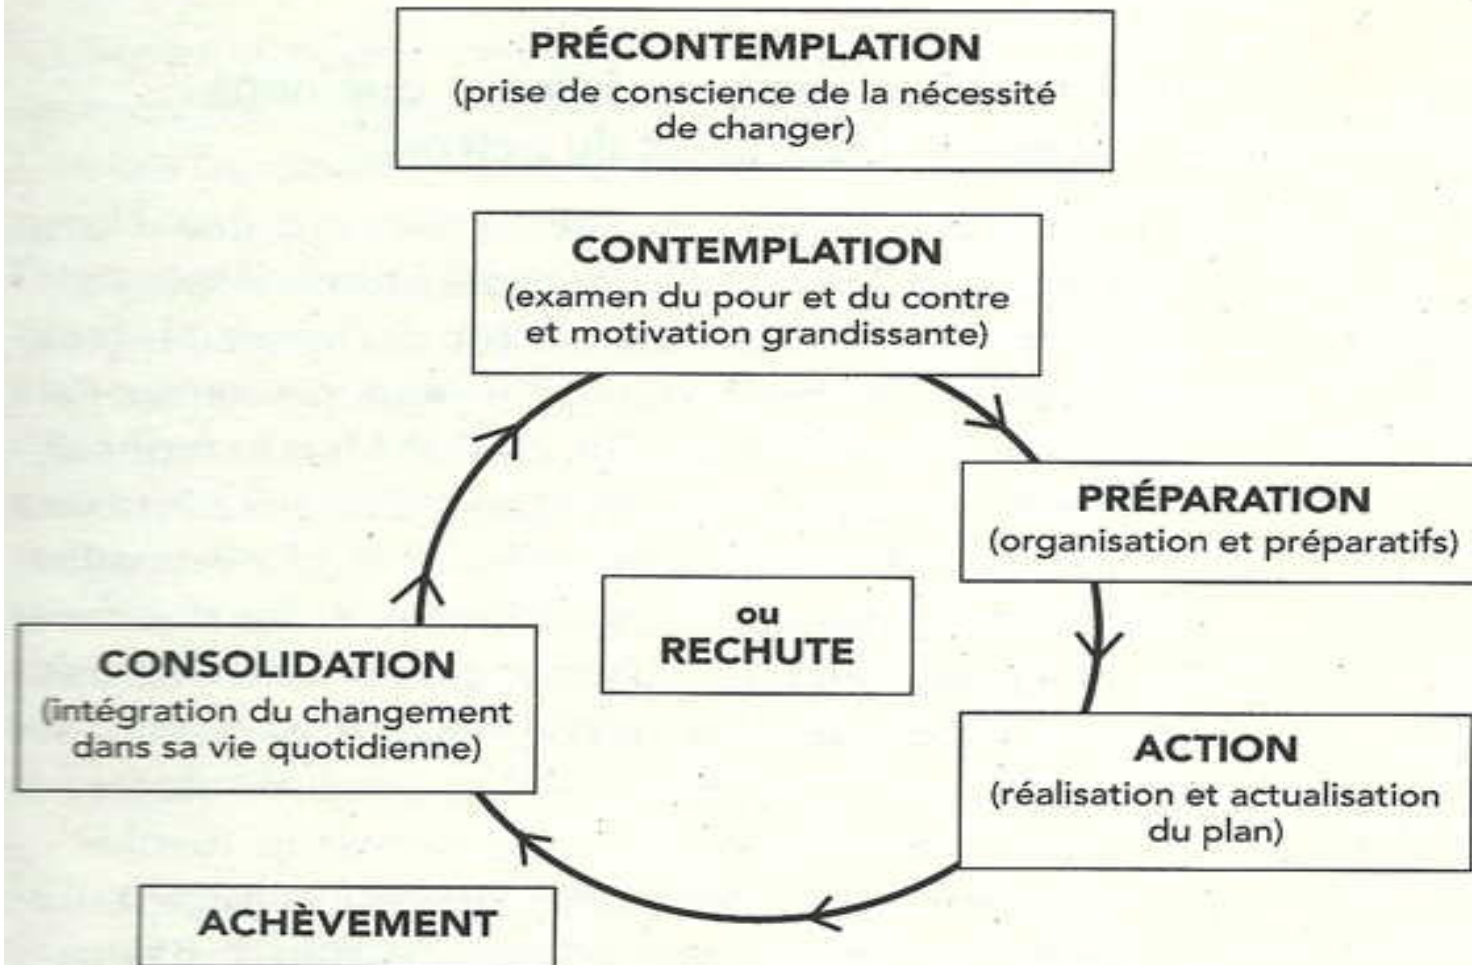 PRÉCONTEMPLATION
(prise de conscience de la nécessité
de changer)
CONTEMPLATION
(examen du pour et du contre
et motivation grandissante)
PRÉPARATION
(organisation et préparatifs)
ou
RECHUTE
CONSOLIDATION
(intégration du changement
dans sa vie quotidienne)
ACTION
(réalisation et actualisation
du plan)
ACHÈVEMENT